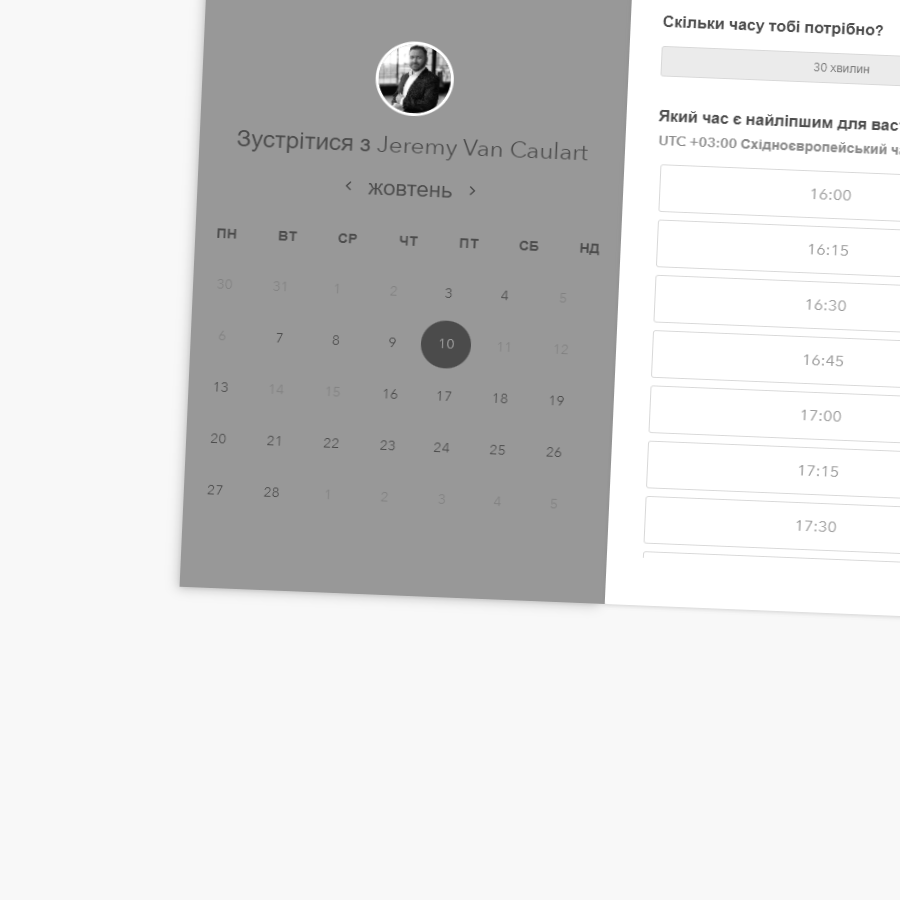 Зустрітися з Jeremy Van Caulart
‹ жовтень ›
ПН ВТ СР ЧТ ПТ СБ НД
30 31 1 2 3 4 5
6 7 8 9 10 11 12
13 14 15 16 17 18 19
20 21 22 23 24 25 26
27 28 1 2 3 4 5
Скільки часу тобі потрібно?
30 хвилин
Який час є найліпшим для вас
UTC +03:00 Східноєвропейський
16:00
16:15
16:30
16:45
17:00
17:15
17:30